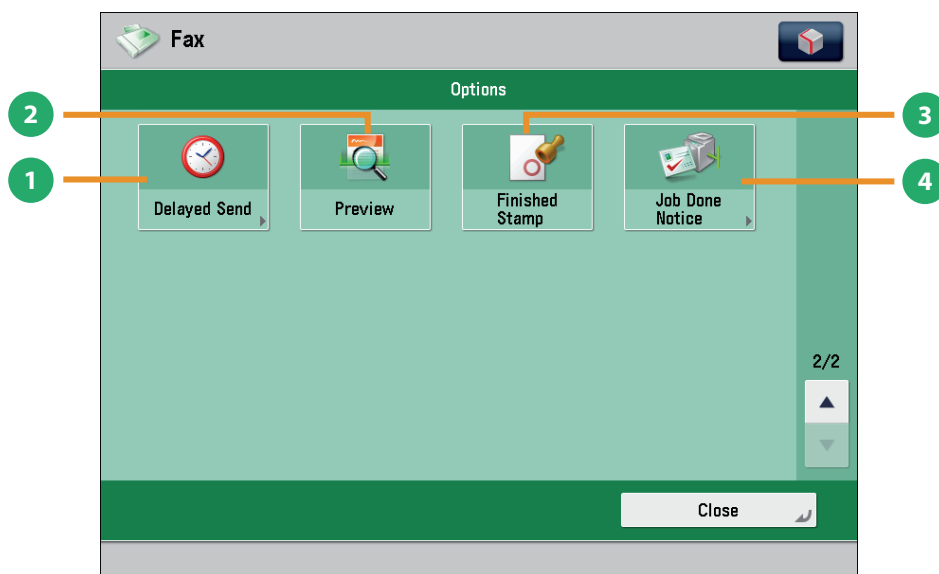 Fax
Options
2
3
1
4
Delayed Send
Preview
Finished
Stamp
Job Done
Notice
2/2
Close